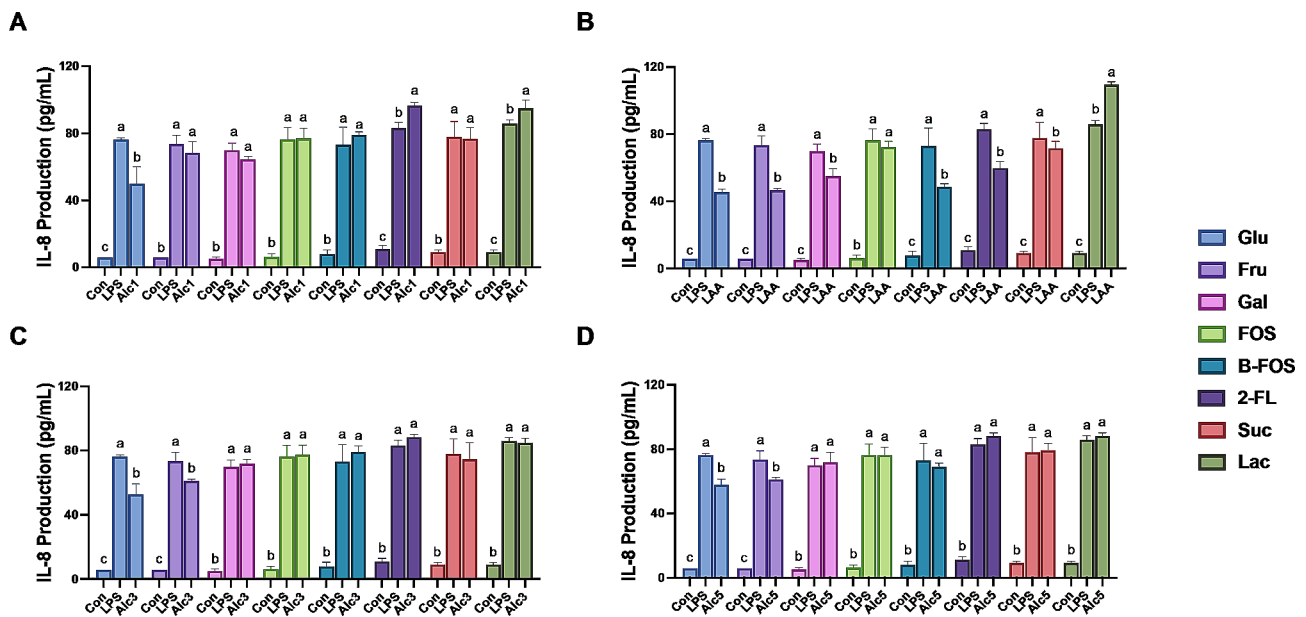 A
IL-8 Production (pg/mL)
120
80
40
0
c a b b a a b a a b a a b a a c b a b a a c b a
Con LPS Alc1 Con LPS Alc1 Con LPS Alc1 Con LPS Alc1 Con LPS Alc1 Con LPS Alc1 Con LPS Alc1 Con LPS Alc1
B
IL-8 Production (pg/mL)
120
80
40
0
c a b c a b c a b b a a c a b c a b c a b c b a
Con LPS LAA Con LPS LAA Con LPS LAA Con LPS LAA Con LPS LAA Con LPS LAA Con LPS LAA Con LPS LAA
C
IL-8 Production (pg/mL)
120
80
40
0
c a b c a b b a a b a a b a a b a a b a a b a a
Con LPS Alc3 Con LPS Alc3 Con LPS Alc3 Con LPS Alc3 Con LPS Alc3 Con LPS Alc3 Con LPS Alc3 Con LPS Alc3
D
IL-8 Production (pg/mL)
120
80
40
0
c a b c a b b a a b a a b a a b a a b a a b a a
Con LPS Alc5 Con LPS Alc5 Con LPS Alc5 Con LPS Alc5 Con LPS Alc5 Con LPS Alc5 Con LPS Alc5 Con LPS Alc5
Glu
Fru
Gal
FOS
B-FOS
2-FL
Suc
Lac